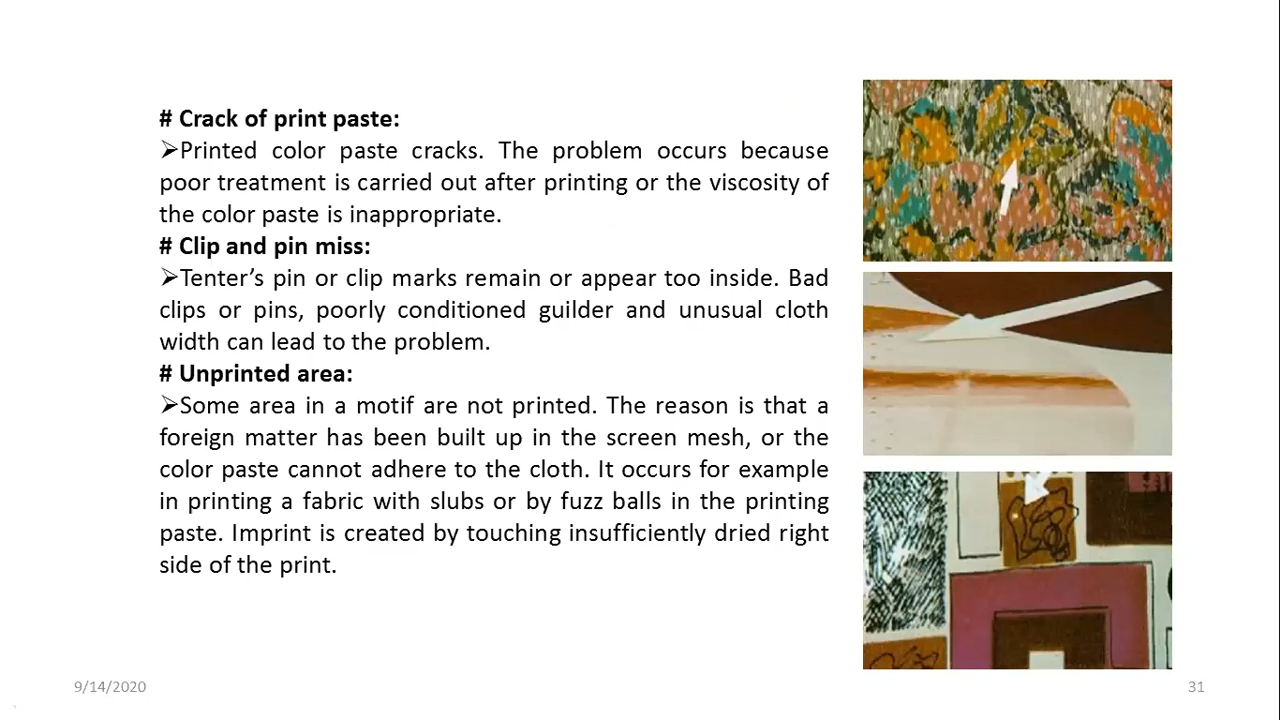 # Crack of print paste:
➢Printed color paste cracks. The problem occurs because
poor treatment is carried out after printing or the viscosity of
the color paste is inappropriate.
# Clip and pin miss:
➢Tenter’s pin or clip marks remain or appear too inside. Bad
clips or pins, poorly conditioned guilder and unusual cloth
width can lead to the problem.
# Unprinted area:
➢Some area in a motif are not printed. The reason is that a
foreign matter has been built up in the screen mesh, or the
color paste cannot adhere to the cloth. It occurs for example
in printing a fabric with slubs or by fuzz balls in the printing
paste. Imprint is created by touching insufficiently dried right
side of the print.
9/14/2020
31